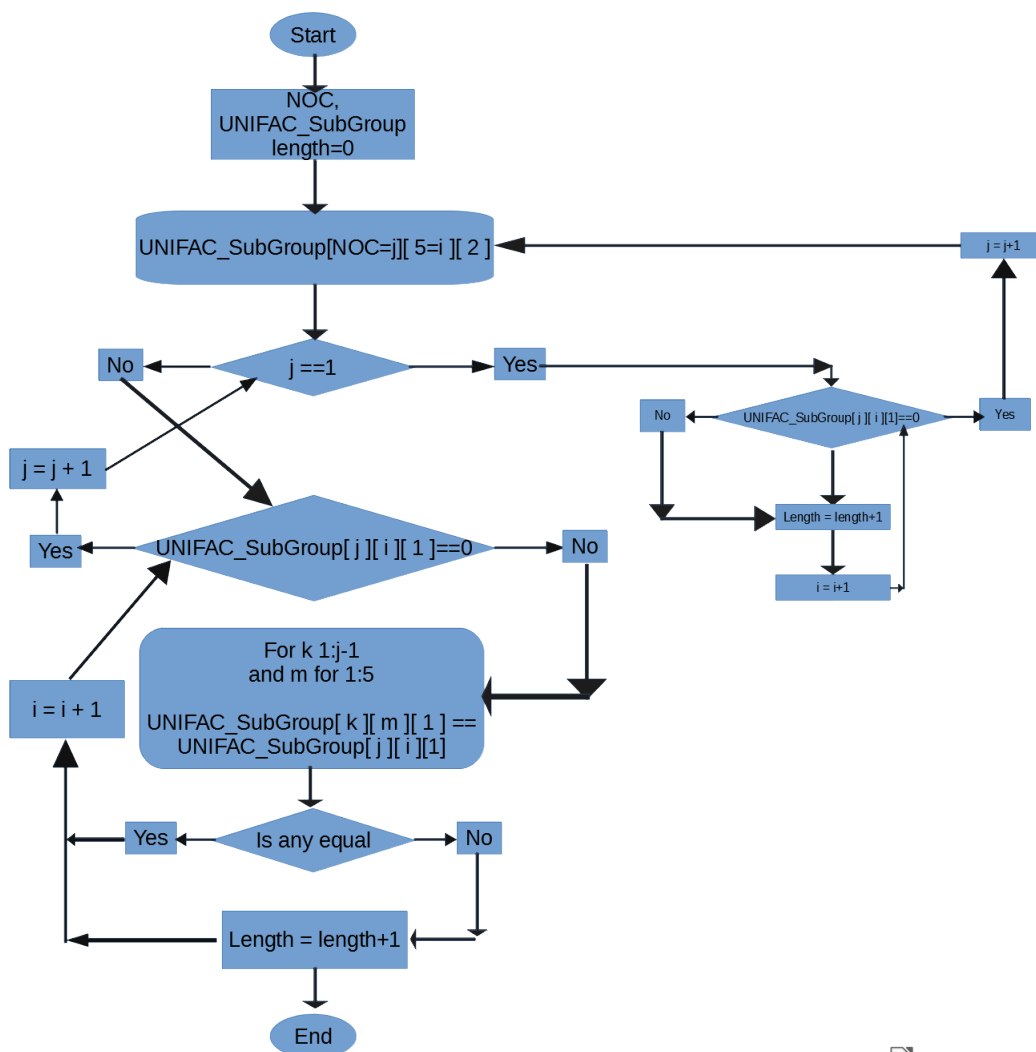 Start
NOC,
UNIFAC_SubGroup
length=0
UNIFAC_SubGroup[NOC=j][ 5=i ][ 2 ]
j = j+1
No
j ==1
Yes
No
UNIFAC_SubGroup[ j ][ i ][1]==0
Yes
j = j + 1
Length = length+1
Yes
UNIFAC_SubGroup[ j ][ i ][ 1 ]==0
No
i = i+1
For k 1:j-1
and m for 1:5
UNIFAC_SubGroup[ k ][ m ][ 1 ] ==
UNIFAC_SubGroup[ j ][ i ][1]
i = i + 1
Yes
Is any equal
No
Length = length+1
End